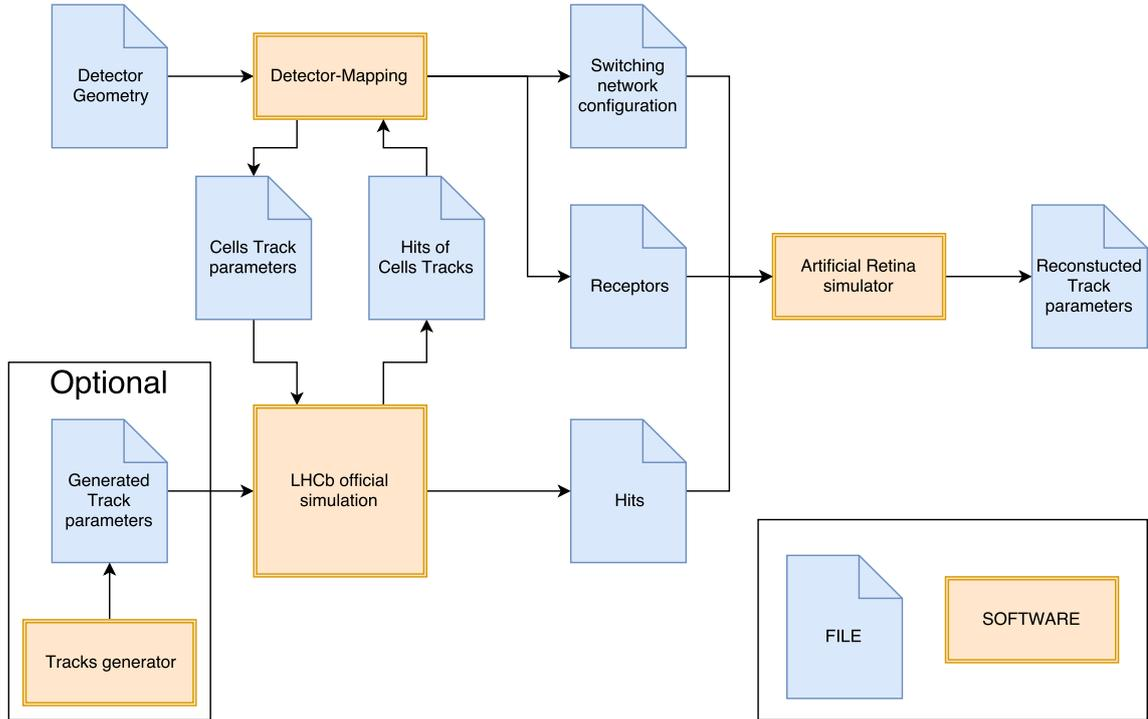 Detector
Geometry
Detector-Mapping
Switching
network
configuration
Cells Track
parameters
Hits of
Cells Tracks
Receptors
Artificial Retina
simulator
Reconstucted
Track
parameters
Optional
Generated
Track
parameters
LHCb official
simulation
Hits
Tracks generator
FILE
SOFTWARE